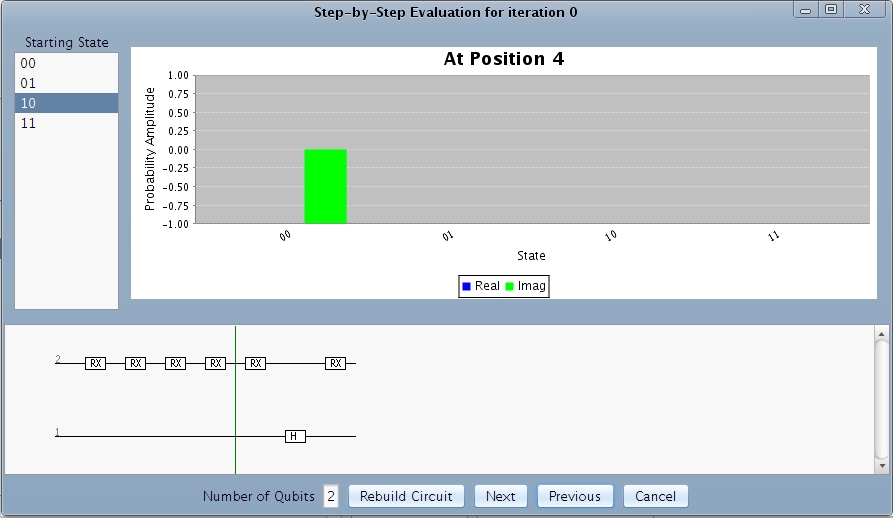 Step-by-Step Evaluation for iteration 0
Starting State
00
01
10
11
At Position 4
Probability Amplitude
1.00
0.75
0.50
0.25
0.00
-0.25
-0.50
-0.75
-1.00
00 01 10 11
State
Real Imag
2 RX RX RX RX RX RX
1 H
Number of Qubits 2 Rebuild Circuit Next Previous Cancel